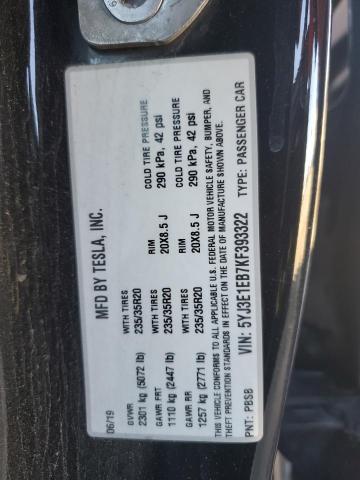 MFD BY TESLA, INC.
06/19
GVWR WITH TIRES RIM COLD TIRE PRESSURE
2301 kg (5072 lb) 235/35R20 20X8.5 J 290 kPa, 42 psi
GAWR FRT WITH TIRES RIM COLD TIRE PRESSURE
1110 kg (2447 lb) 235/35R20 20X8.5 J 290 kPa, 42 psi
GAWR RR
1257 kg (2771 lb) 235/35R20
THIS VEHICLE CONFORMS TO ALL APPLICABLE U.S. FEDERAL MOTOR VEHICLE SAFETY, BUMPER, AND
THEFT PREVENTION STANDARDS IN EFFECT ON THE DATE OF MANUFACTURE SHOWN ABOVE.
VIN: 5YJ3E1EB7KF393322
PNT: PBSB TYPE: PASSENGER CAR